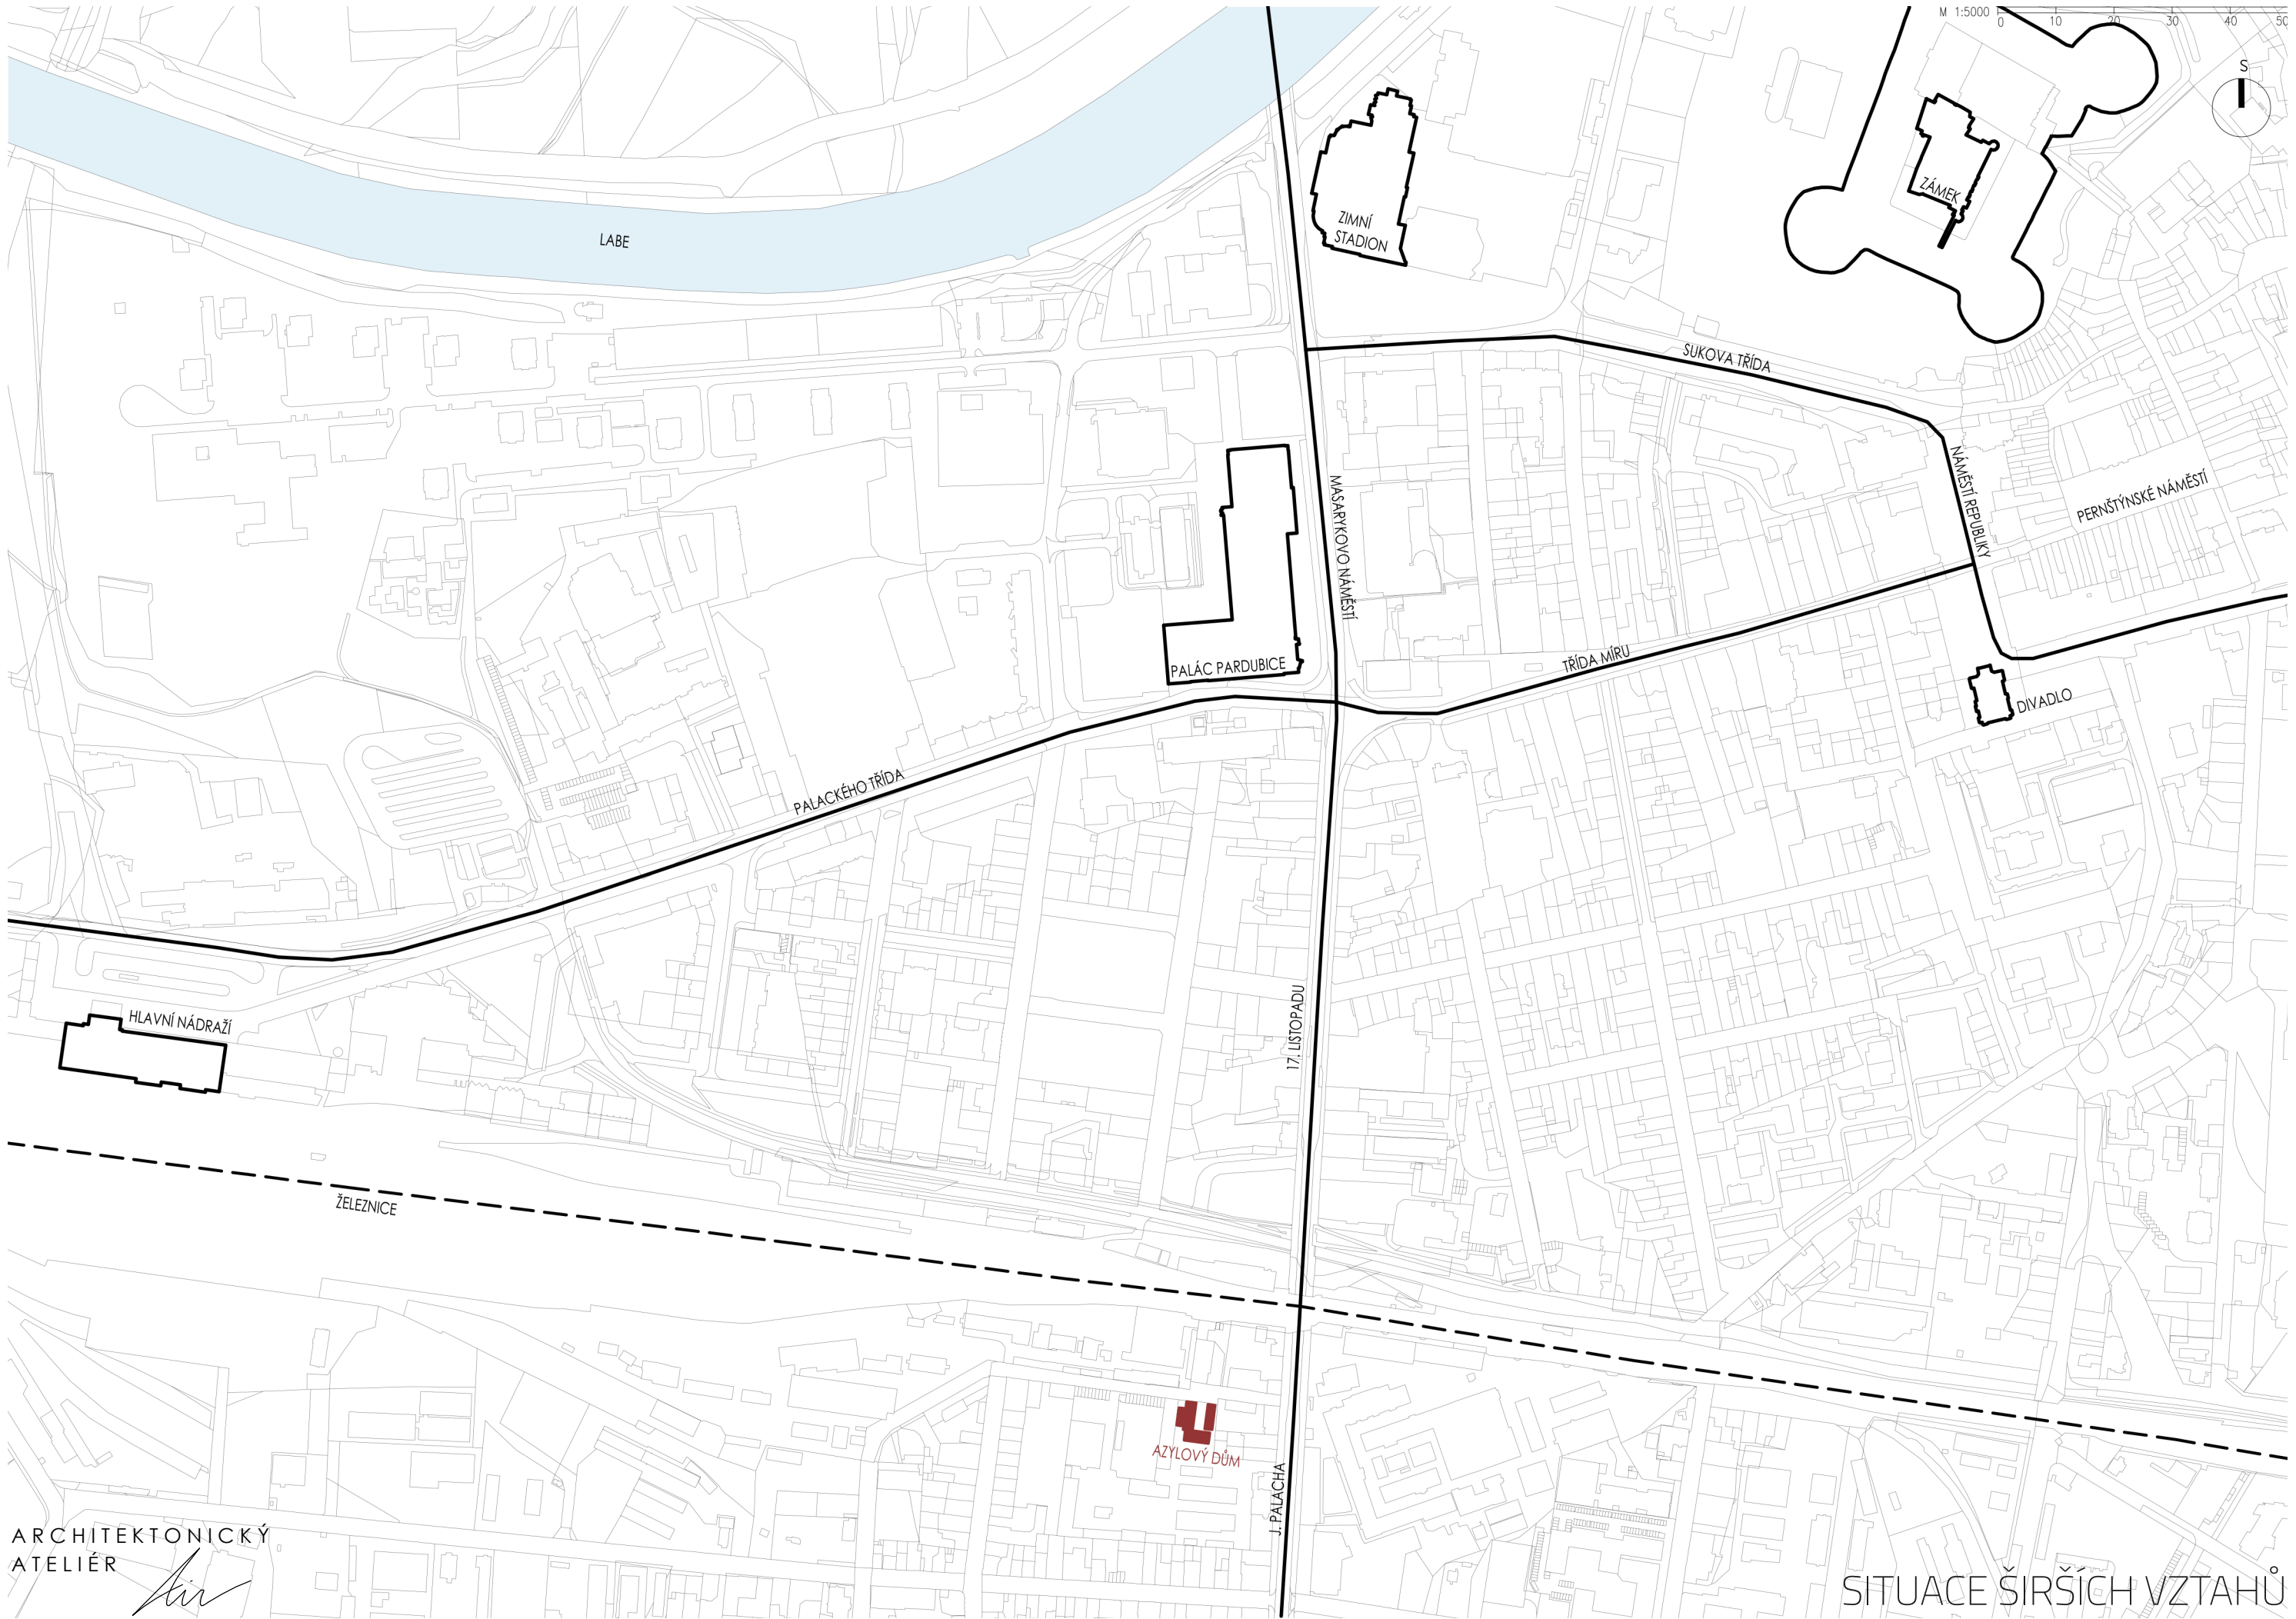 M 1:5000
0 10 20 30 40 50
S
ZÁMEK
ZIMNÍ
STADION
LABE
SUKOVA TŘÍDA
NÁMĚSTÍ REPUBLIKY
PERNŠTÝNSKÉ NÁMĚSTÍ
MASARYKOVO NÁMĚSTÍ
PALÁC PARDUBICE
TŘÍDA MÍRU
DIVADLO
PALACKÉHO TŘÍDA
17. LISTOPADU
HLAVNÍ NÁDRAŽÍ
ŽELEZNICE
AZYLOVÝ DŮM
J. PALACHA
ARCHITEKTONICKÝ
ATELIÉR
SITUACE ŠIRŠÍCH VZTAHŮ